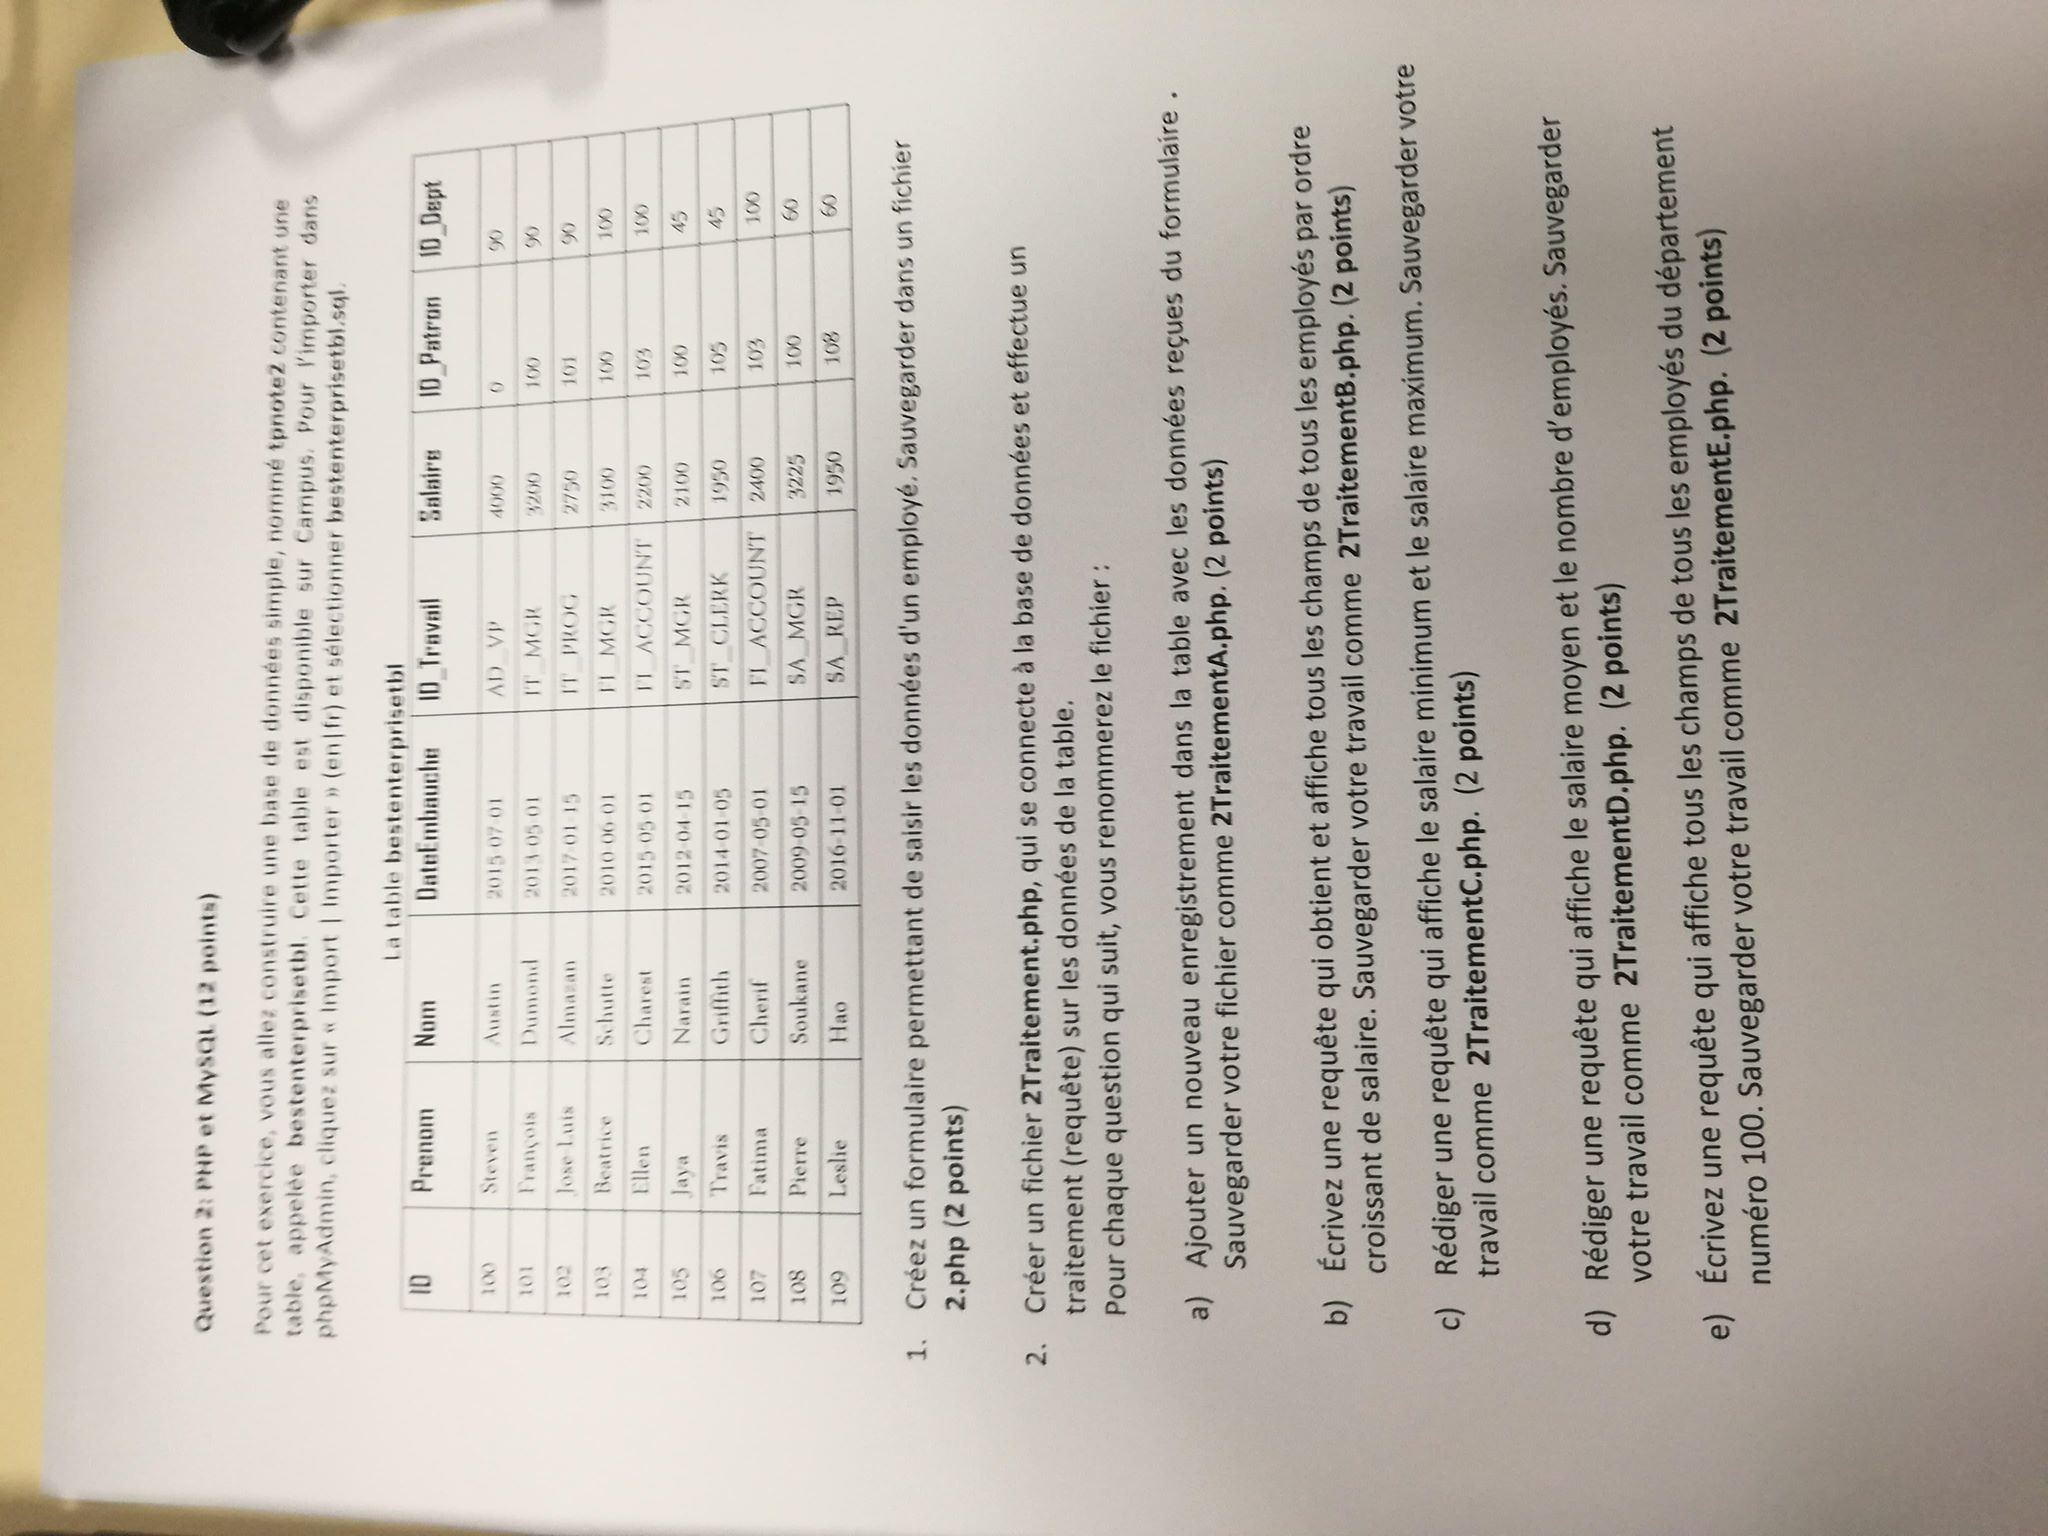 Question 2: PHP et MySQL (12 points)
Pour cet exercice, vous allez construire une base de données simple, nommé tpnote2 contenant une
table, appelée bestenterprisetbl. Cette table est disponible sur Campus. Pour l'importer dans
phpMyAdmin, cliquez sur « Import | Importer » (en|fr) et sélectionner bestenterprisetbl.sql.
La table bestenterprisetbl
ID Prenom Nom DateEmbauche ID_Travail Salaire ID_Patron ID_Dept
100 Steven Austin 2015-07-01 AD_VP 4000 0 90
101 François Dumond 2013-05-01 IT_MGR 3200 100 90
102 Jose-Luis Almazan 2017-01-15 IT_PROG 2750 101 90
103 Beatrice Schutte 2010-06-01 FI_MGR 3100 100 100
104 Ellen Charest 2015-05-01 FI_ACCOUNT 2200 103 100
105 Jaya Narain 2012-04-15 ST_MGR 2100 100 45
106 Travis Griffith 2014-01-05 ST_CLERK 1950 105 45
107 Fatima Cherif 2007-05-01 FI_ACCOUNT 2400 103 100
108 Pierre Soukane 2009-05-15 SA_MGR 3225 100 60
109 Leslie Hao 2016-11-01 SA_REP 1950 108 60
1. Créez un formulaire permettant de saisir les données d'un employé. Sauvegarder dans un fichier
2.php (2 points)
2. Créer un fichier 2Traitement.php, qui se connecte à la base de données et effectue un
traitement (requête) sur les données de la table.
Pour chaque question qui suit, vous renommerez le fichier :
a) Ajouter un nouveau enregistrement dans la table avec les données reçues du formulaire .
Sauvegarder votre fichier comme 2TraitementA.php. (2 points)
b) Écrivez une requête qui obtient et affiche tous les champs de tous les employés par ordre
croissant de salaire. Sauvegarder votre travail comme 2TraitementB.php. (2 points)
c) Rédiger une requête qui affiche le salaire minimum et le salaire maximum. Sauvegarder votre
travail comme 2TraitementC.php. (2 points)
d) Rédiger une requête qui affiche le salaire moyen et le nombre d'employés. Sauvegarder
votre travail comme 2TraitementD.php. (2 points)
e) Écrivez une requête qui affiche tous les champs de tous les employés du département
numéro 100. Sauvegarder votre travail comme 2TraitementE.php. (2 points)